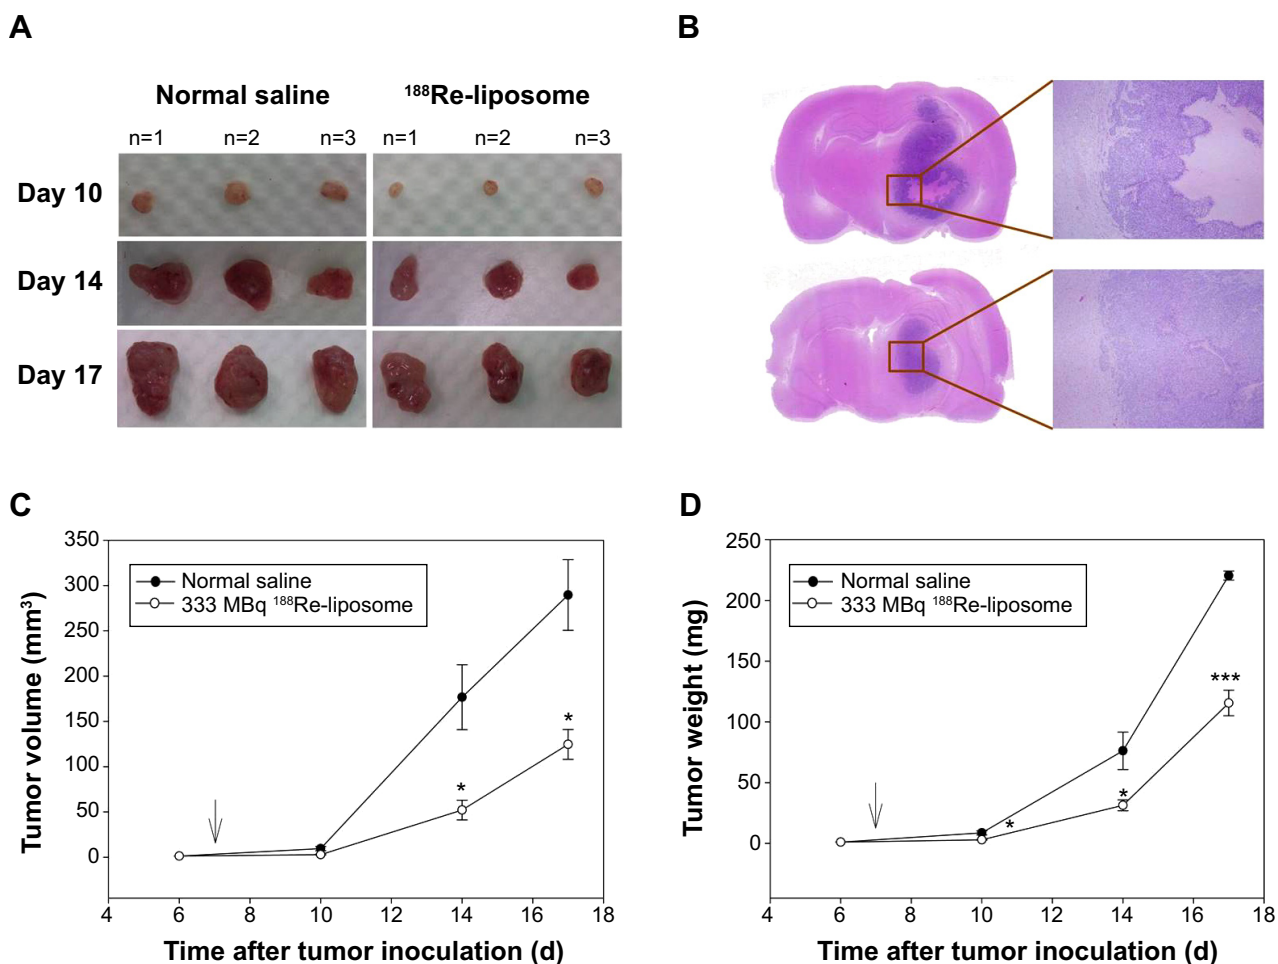 A
Normal saline
¹⁸⁸Re-liposome
n=1
n=2
n=3
n=1
n=2
n=3
Day 10
Day 14
Day 17
B
C
350
300
250
200
150
100
50
0
Tumor volume (mm³)
Normal saline
333 MBq ¹⁸⁸Re-liposome
*
*
4
6
8
10
12
14
16
18
Time after tumor inoculation (d)
D
250
200
150
100
50
0
Tumor weight (mg)
Normal saline
333 MBq ¹⁸⁸Re-liposome
*
*
***
4
6
8
10
12
14
16
18
Time after tumor inoculation (d)